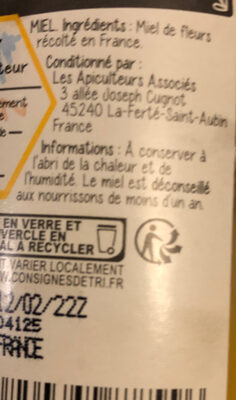 MIEL. Ingrédients : Miel de fleurs
récolté en France.
teur
Conditionné par :
Les Apiculteurs Associés
3 allée Joseph Cugnot
45240 La-Ferté-Saint-Aubin
France
ement
Informations : À conserver à
l'abri de la chaleur et de
l'humidité. Le miel est déconseillé
aux nourrissons de moins d'un an.
EN VERRE ET
VERCLE EN
AL À RECYCLER
T VARIER LOCALEMENT
W.CONSIGNESDETRI.FR
12/02/22Z
04125
FRANCE